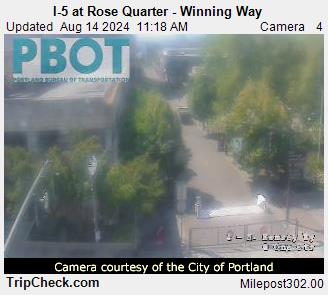 I-5 at Rose Quarter - Winning Way
Updated Aug 14 2024 11:18 AM Camera 4
PBOT
PORTLAND BUREAU OF TRANSPORTATION
Camera courtesy of the City of Portland
TripCheck.com Milepost302.00